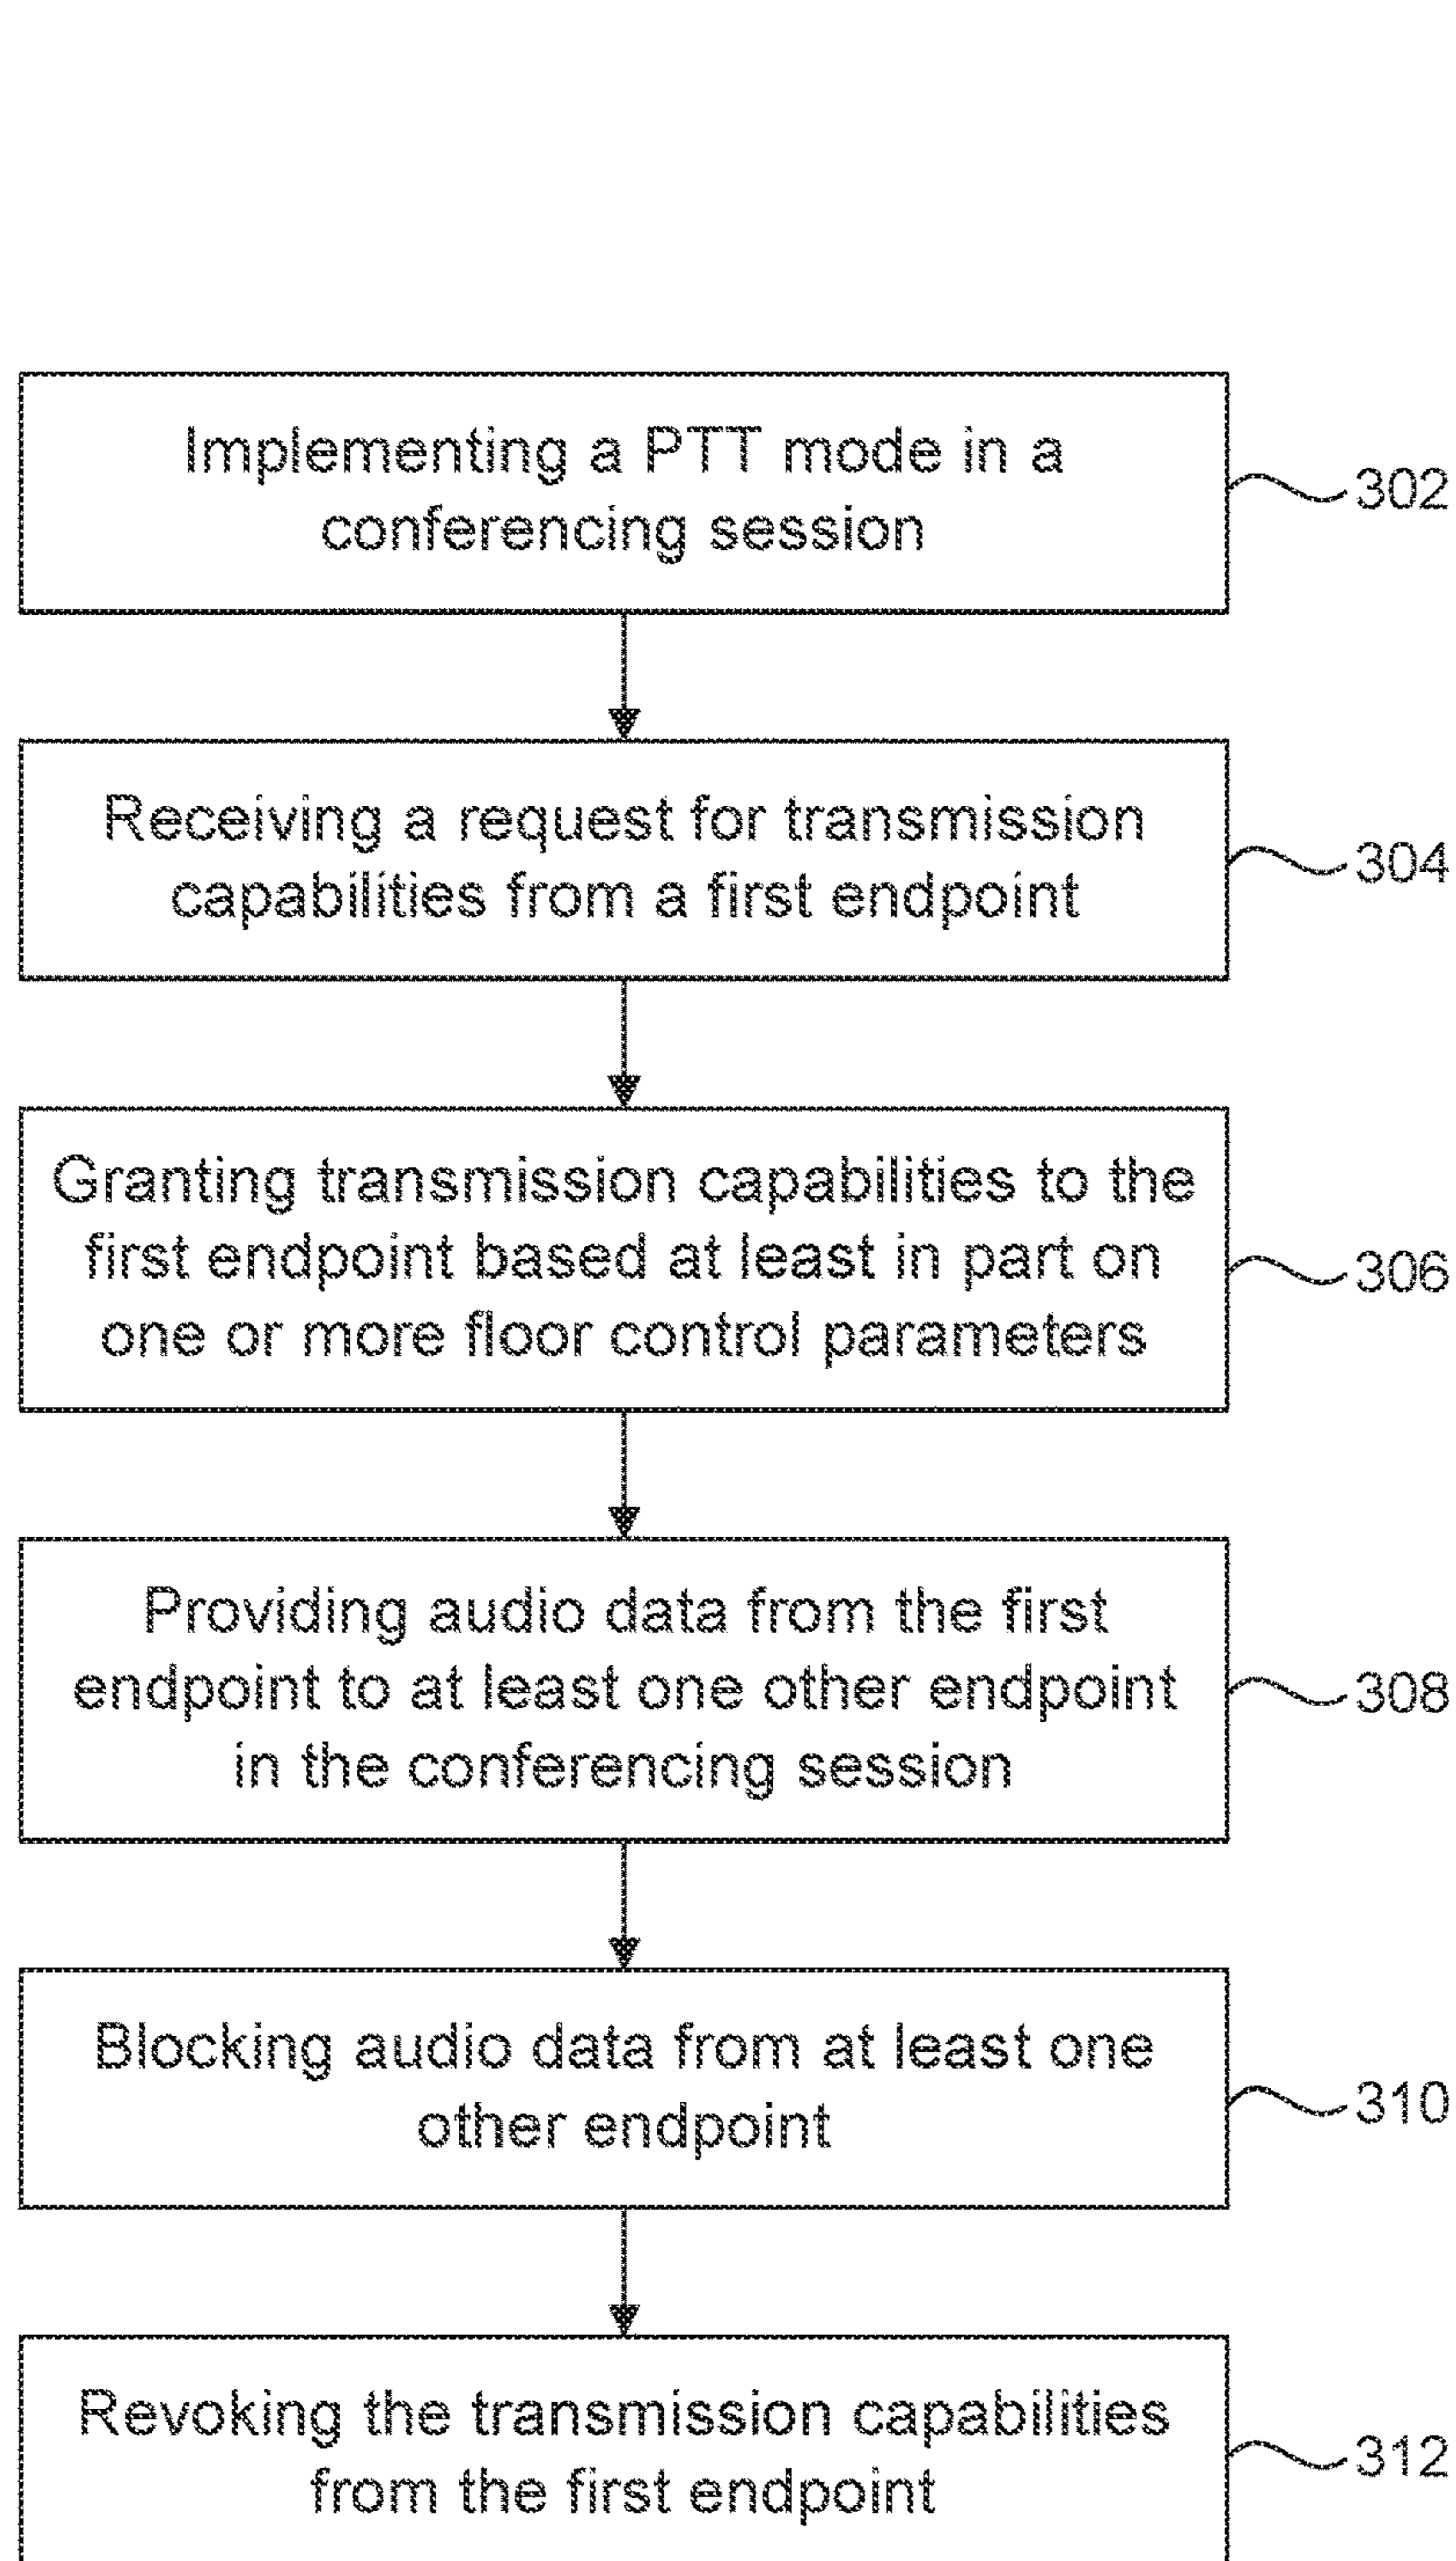 Implementing a PTT mode in a
conferencing session
302
Receiving a request for transmission
capabilities from a first endpoint
304
Granting transmission capabilities to the
first endpoint based at least in part on
one or more floor control parameters
306
Providing audio data from the first
endpoint to at least one other endpoint
in the conferencing session
308
Blocking audio data from at least one
other endpoint
310
Revoking the transmission capabilities
from the first endpoint
312